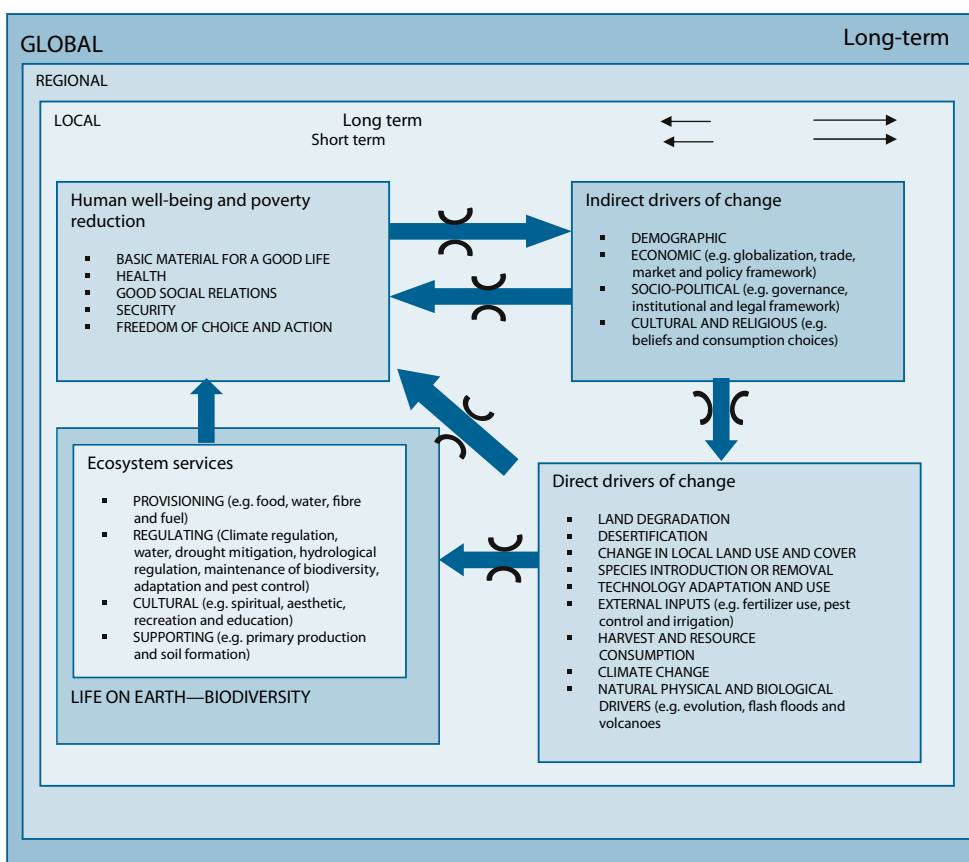 GLOBAL
Long-term
REGIONAL
LOCAL
Long term
Short term
Human well-being and poverty
reduction
▪ BASIC MATERIAL FOR A GOOD LIFE
▪ HEALTH
▪ GOOD SOCIAL RELATIONS
▪ SECURITY
▪ FREEDOM OF CHOICE AND ACTION
Indirect drivers of change
▪ DEMOGRAPHIC
▪ ECONOMIC (e.g. globalization, trade,
market and policy framework)
▪ SOCIO-POLITICAL (e.g. governance,
institutional and legal framework)
▪ CULTURAL AND RELIGIOUS (e.g.
beliefs and consumption choices)
Ecosystem services
▪ PROVISIONING (e.g. food, water, fibre
and fuel)
▪ REGULATING (Climate regulation,
water, drought mitigation, hydrological
regulation, maintenance of biodiversity,
adaptation and pest control)
▪ CULTURAL (e.g. spiritual, aesthetic,
recreation and education)
▪ SUPPORTING (e.g. primary production
and soil formation)
LIFE ON EARTH—BIODIVERSITY
Direct drivers of change
▪ LAND DEGRADATION
▪ DESERTIFICATION
▪ CHANGE IN LOCAL LAND USE AND COVER
▪ SPECIES INTRODUCTION OR REMOVAL
▪ TECHNOLOGY ADAPTATION AND USE
▪ EXTERNAL INPUTS (e.g. fertilizer use, pest
control and irrigation)
▪ HARVEST AND RESOURCE
CONSUMPTION
▪ CLIMATE CHANGE
▪ NATURAL PHYSICAL AND BIOLOGICAL
DRIVERS (e.g. evolution, flash floods and
volcanoes